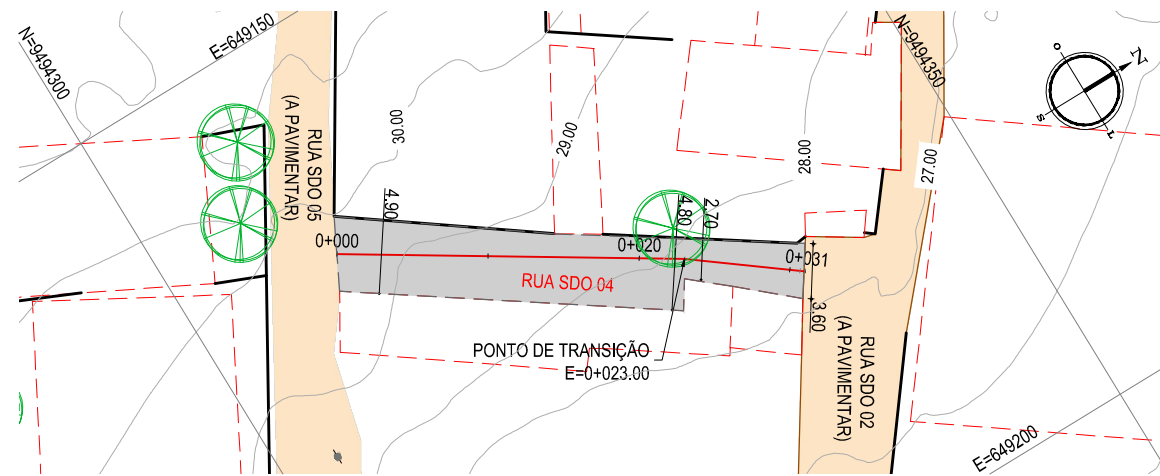 N=9494300
E=649150
N=9494350
N
O
S
L
RUA SDO 05
(A PAVIMENTAR)
30.00
29.00
28.00
27.00
4.90
4.80
2.70
0+000
0+020
0+031
RUA SDO 04
3.60
PONTO DE TRANSIÇÃO
E=0+023.00
RUA SDO 02
(A PAVIMENTAR)
E=649200